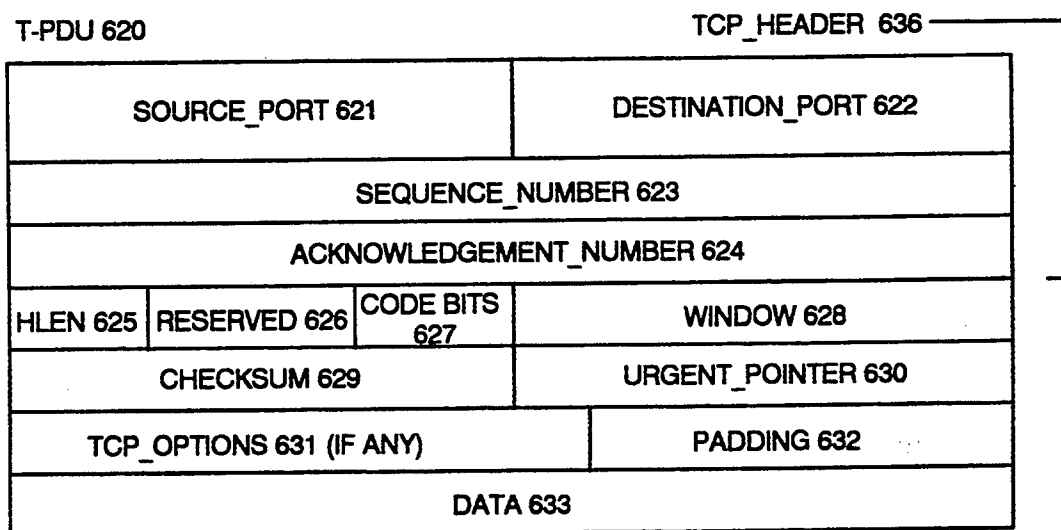 T-PDU 620
TCP_HEADER 636
SOURCE_PORT 621
DESTINATION_PORT 622
SEQUENCE_NUMBER 623
ACKNOWLEDGEMENT_NUMBER 624
HLEN 625
RESERVED 626
CODE BITS
627
WINDOW 628
CHECKSUM 629
URGENT_POINTER 630
TCP_OPTIONS 631 (IF ANY)
PADDING 632
DATA 633